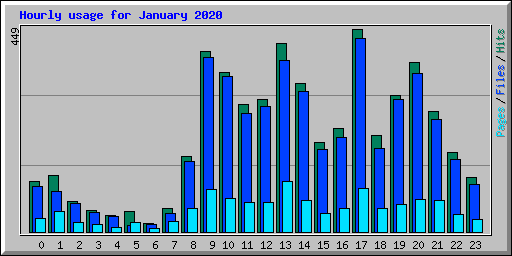 Hourly usage for January 2020
449
Pages/Files/Hits
0 1 2 3 4 5 6 7 8 9 10 11 12 13 14 15 16 17 18 19 20 21 22 23